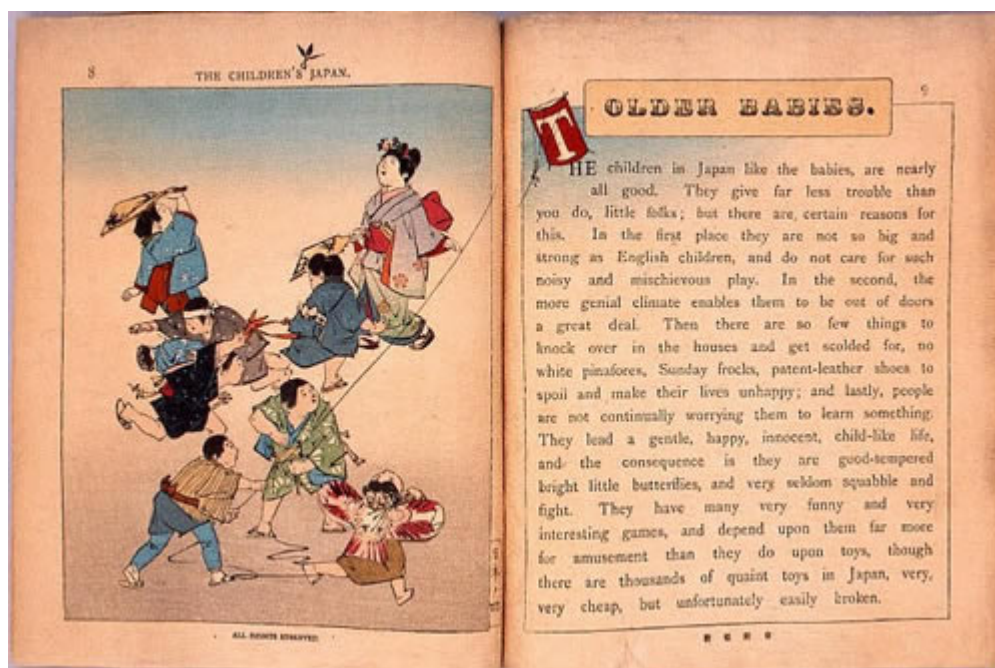 8
THE CHILDREN'S JAPAN.
ALL RIGHTS RESERVED
9
OLDER BABIES.
THE children in Japan like the babies, are nearly
all good. They give far less trouble than
you do, little folks; but there are certain reasons for
this. In the first place they are not so big and
strong as English children, and do not care for such
noisy and mischievous play. In the second, the
more genial climate enables them to be out of doors
a great deal. Then there are so few things to
knock over in the houses and get scolded for, no
white pinafores, Sunday frocks, patent-leather shoes to
spoil and make their lives unhappy; and lastly, people
are not continually worrying them to learn something.
They lead a gentle, happy, innocent, child-like life,
and the consequence is they are good-tempered
bright little butterflies, and very seldom squabble and
fight. They have many very funny and very
interesting games, and depend upon them far more
for amusement than they do upon toys, though
there are thousands of quaint toys in Japan, very,
very cheap, but unfortunately easily broken.